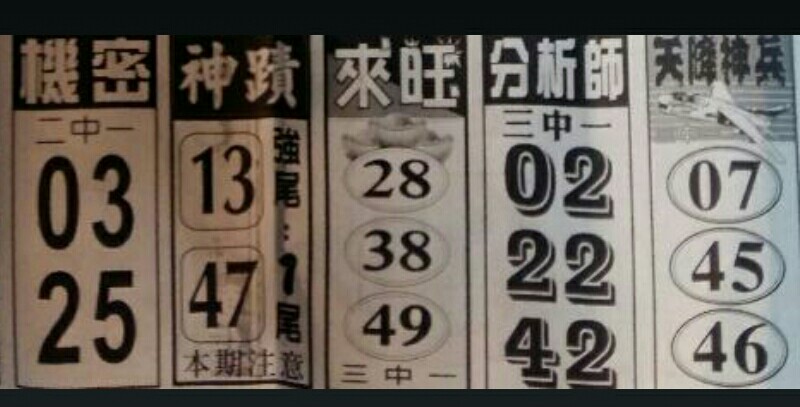 機密
二中一
03
25
神蹟
13
47
強尾:1尾
本期注意
來旺
28
38
49
三中一
分析師
三中一
02
22
42
天降神兵
07
45
46